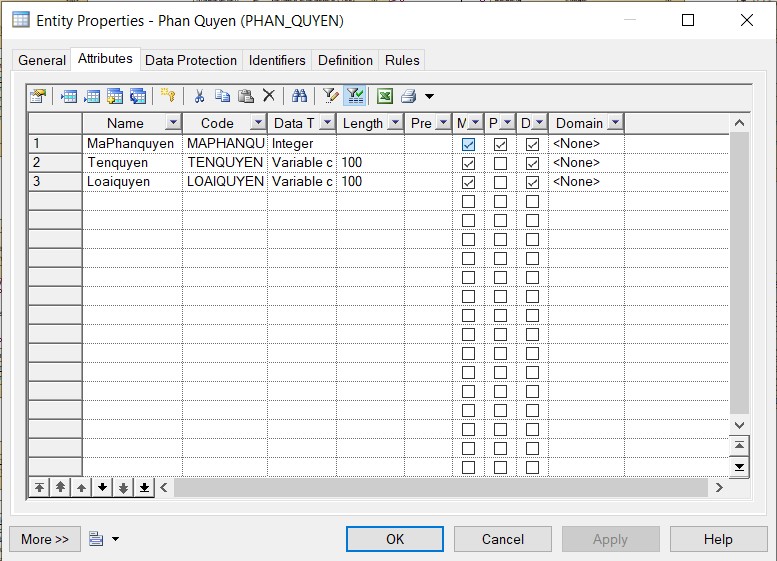 Entity Properties - Phan Quyen (PHAN_QUYEN)
General Attributes Data Protection Identifiers Definition Rules
Name Code Data T Length Pre M P D Domain
1 MaPhanquyen MAPHANQU Integer <None>
2 Tenquyen TENQUYEN Variable c 100 <None>
3 Loaiquyen LOAIQUYEN Variable c 100 <None>
More >> OK Cancel Apply Help